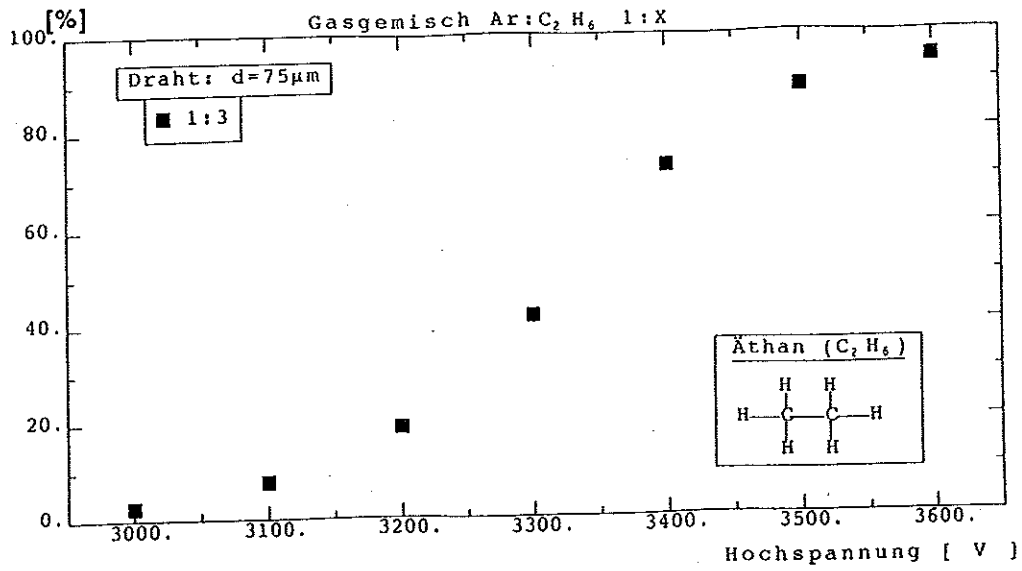 [%]
Gasgemisch Ar:C₂H₆ 1:X
100.
Draht: d=75µm
■ 1:3
80.
60.
40.
20.
0.
Äthan (C₂H₆)
H H
H C C H
H H
3000. 3100. 3200. 3300. 3400. 3500. 3600.
Hochspannung [ V ]